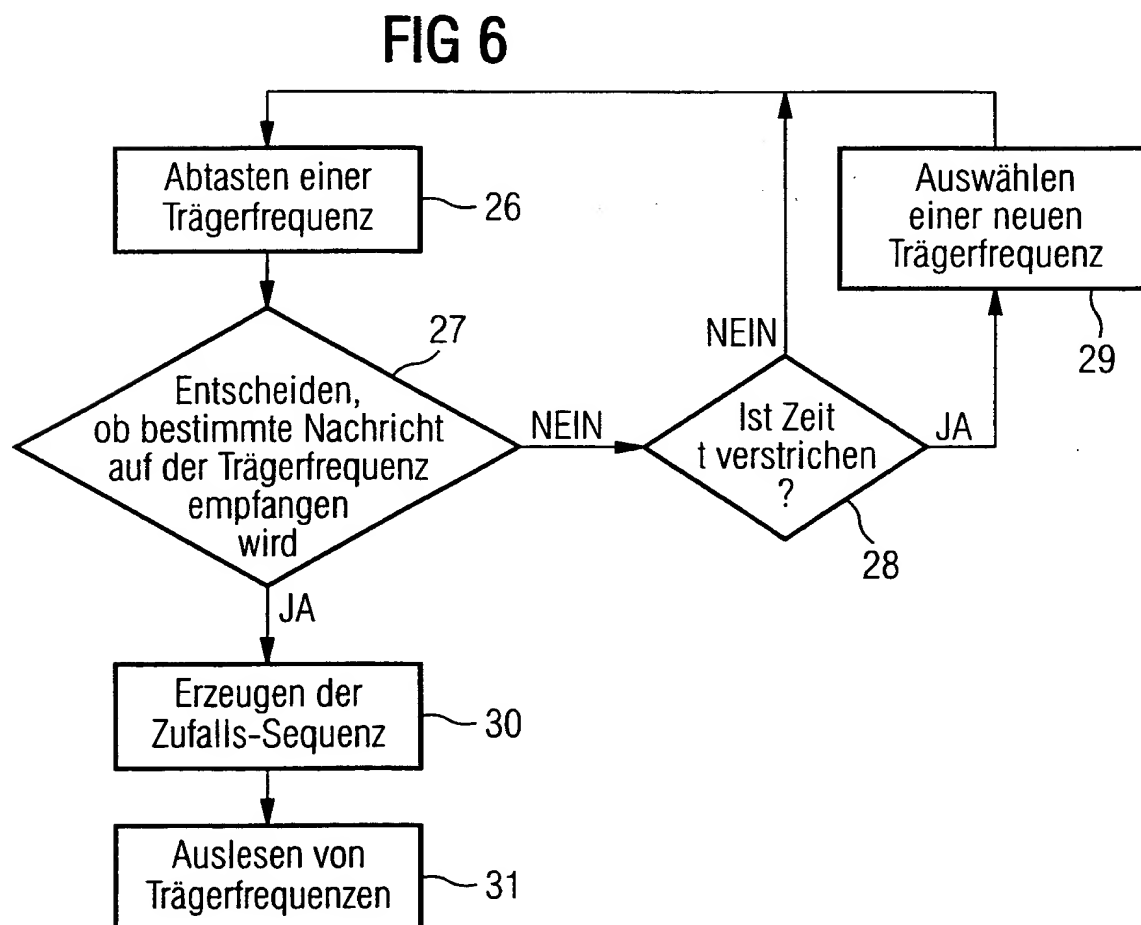 FIG 6
Abtasten einer
Trägerfrequenz
26
Auswählen
einer neuen
Trägerfrequenz
29
27
Entscheiden,
ob bestimmte Nachricht
auf der Trägerfrequenz
empfangen
wird
NEIN
NEIN
Ist Zeit
t verstrichen
?
JA
28
JA
Erzeugen der
Zufalls-Sequenz
30
Auslesen von
Trägerfrequenzen
31